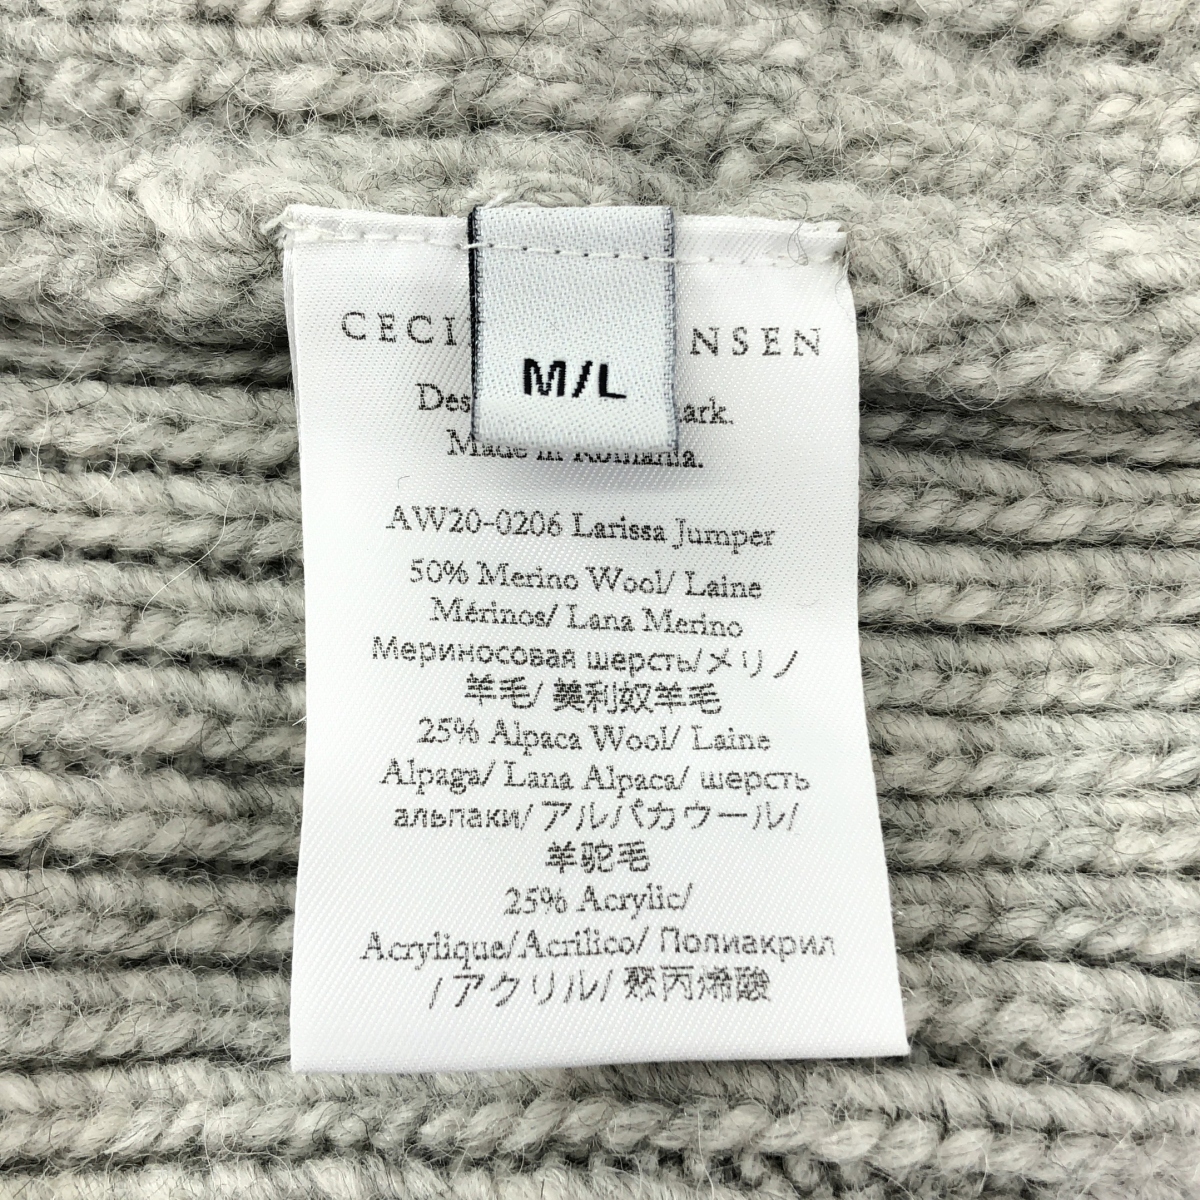 CECI NSEN
M/L
Des ark.
Made in Romania.
AW20-0206 Larissa Jumper
50% Merino Wool/ Laine
Mérinos/ Lana Merino
Мериносовая шерсть/メリノ
羊毛/ 美利奴羊毛
25% Alpaca Wool/ Laine
Alpaga/ Lana Alpaca/ шерсть
альпаки/ アルパカウール/
羊驼毛
25% Acrylic/
Acrylique/Acrilico/ Полиакрил
/アクリル/ 聚丙烯酸